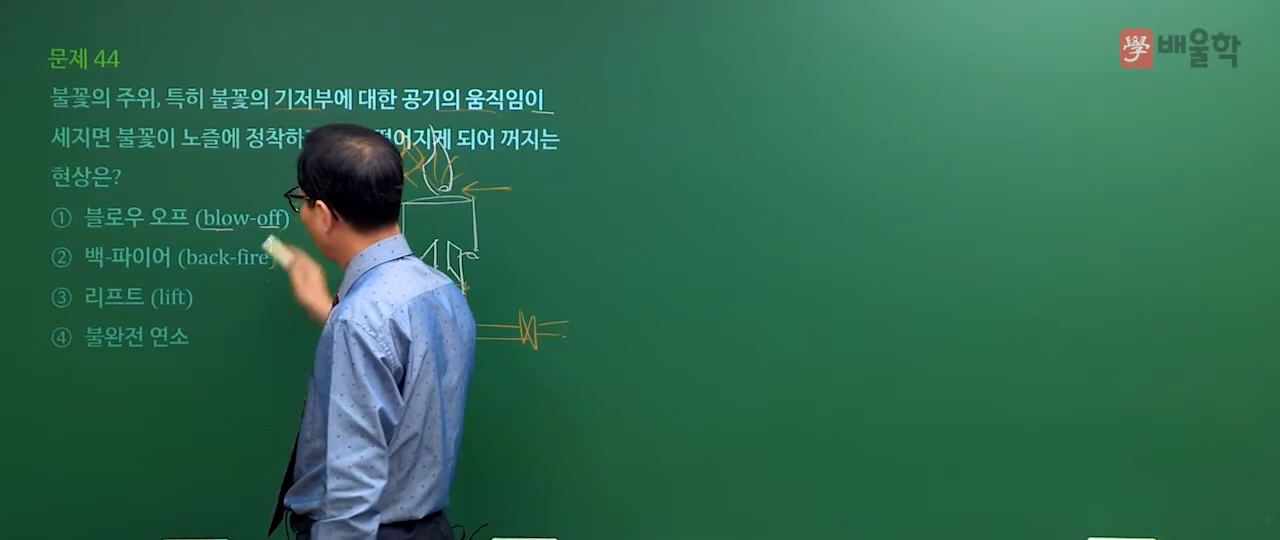 學 배울학
문제 44
불꽃의 주위, 특히 불꽃의 기저부에 대한 공기의 움직임이
세지면 불꽃이 노즐에 정착하 떨어지게 되어 꺼지는
현상은?
① 블로우 오프 (blow-off)
② 백-파이어 (back-fire)
③ 리프트 (lift)
④ 불완전 연소